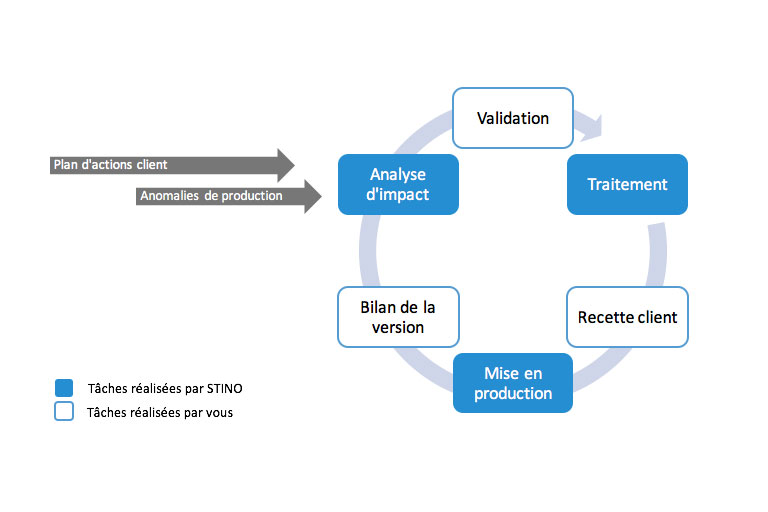 Validation
Plan d'actions client
Analyse
d'impact
Traitement
Anomalies de production
Bilan de la
version
Recette client
Mise en
production
Tâches réalisées par STINO
Tâches réalisées par vous